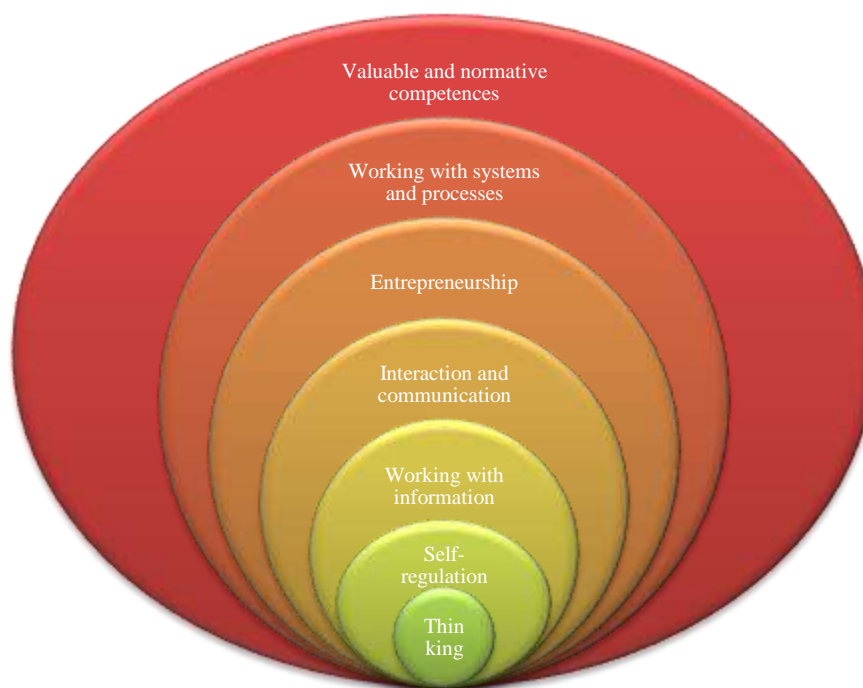 Valuable and normative
competences
Working with systems
and processes
Entrepreneurship
Interaction and
communication
Working with
information
Self-
regulation
Thin
king